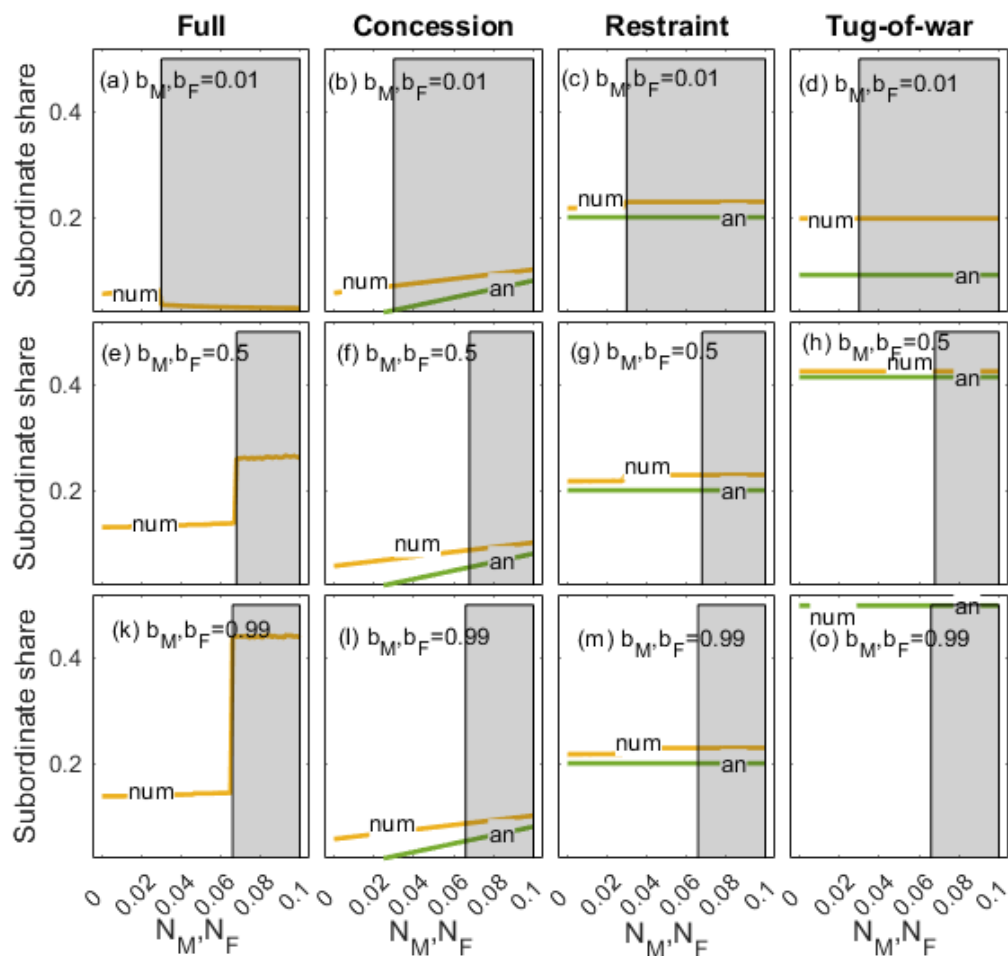 Full Concession Restraint Tug-of-war
Subordinate share
0.4
0.2
(a) b_M,b_F=0.01
num
(b) b_M,b_F=0.01
num
an
(c) b_M,b_F=0.01
num
an
(d) b_M,b_F=0.01
num
an
Subordinate share
0.4
0.2
(e) b_M,b_F=0.5
num
(f) b_M,b_F=0.5
num
an
(g) b_M,b_F=0.5
num
an
(h) b_M,b_F=0.5
num
an
Subordinate share
0.4
0.2
(k) b_M,b_F=0.99
num
(l) b_M,b_F=0.99
num
an
(m) b_M,b_F=0.99
num
an
an
num
(o) b_M,b_F=0.99
0 0.02 0.04 0.06 0.08 0.1
0 0.02 0.04 0.06 0.08 0.1
0 0.02 0.04 0.06 0.08 0.1
0 0.02 0.04 0.06 0.08 0.1
N_M,N_F
N_M,N_F
N_M,N_F
N_M,N_F